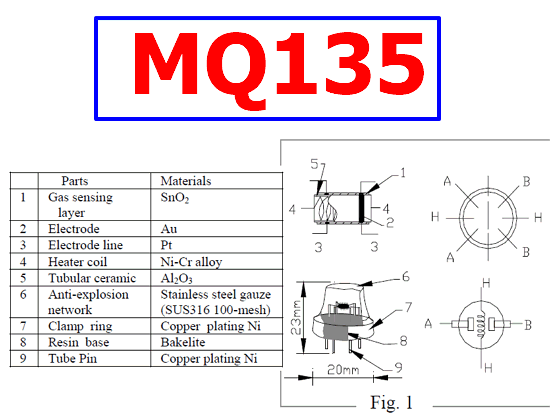 MQ135
Parts Materials
1 Gas sensing layer SnO2
2 Electrode Au
3 Electrode line Pt
4 Heater coil Ni-Cr alloy
5 Tubular ceramic Al2O3
6 Anti-explosion network Stainless steel gauze (SUS316 100-mesh)
7 Clamp ring Copper plating Ni
8 Resin base Bakelite
9 Tube Pin Copper plating Ni
5 1
4 4
2
3 3
A B
H H
A B
6
7
8
9
23mm
20mm
H
A B
H
Fig. 1